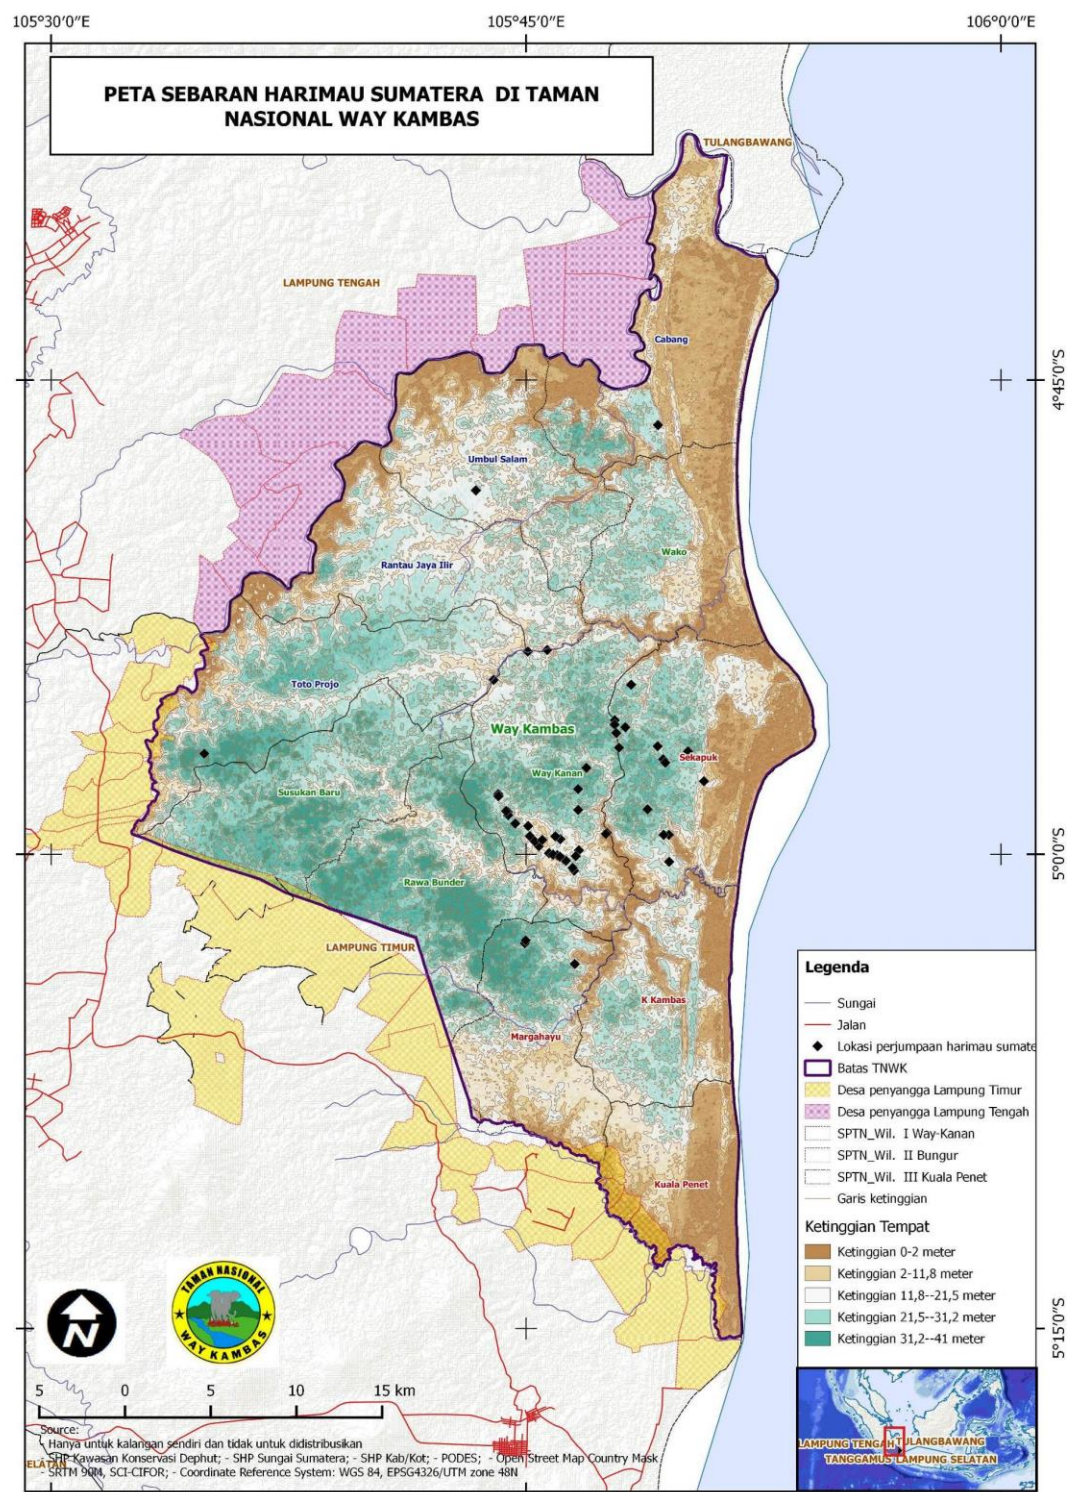 105°30'0"E
105°45'0"E
106°0'0"E
PETA SEBARAN HARIMAU SUMATERA DI TAMAN
NASIONAL WAY KAMBAS
TULANGBAWANG
LAMPUNG TENGAH
Cabang
4°45'0"S
Umbul Salam
Wako
Rantau Jaya Ilir
Toto Projo
Way Kambas
Sekapuk
Way Kanan
Susukan Baru
5°0'0"S
Rawa Bunder
LAMPUNG TIMUR
K Kambas
Margahayu
Kuala Penet
5°15'0"S
Legenda
Sungai
Jalan
Lokasi perjumpaan harimau sumate
Batas TNWK
Desa penyangga Lampung Timur
Desa penyangga Lampung Tengah
SPTN_Wil. I Way-Kanan
SPTN_Wil. II Bungur
SPTN_Wil. III Kuala Penet
Garis ketinggian
Ketinggian Tempat
Ketinggian 0-2 meter
Ketinggian 2-11,8 meter
Ketinggian 11,8--21,5 meter
Ketinggian 21,5--31,2 meter
Ketinggian 31,2--41 meter
N
TAMAN NASIONAL
WAY KAMBAS
5 0 5 10 15 km
Source:
Hanya untuk kalangan sendiri dan tidak untuk didistribusikan
SHP Kawasan Konservasi Dephut; - SHP Sungai Sumatera; - SHP Kab/Kot; - PODES; - Open Street Map Country Mask
- SRTM 90M, SCI-CIFOR; - Coordinate Reference System: WGS 84, EPSG4326/UTM zone 48N
ELATAN
LAMPUNG TENGAH
TULANGBAWANG
TANGGAMUS LAMPUNG SELATAN